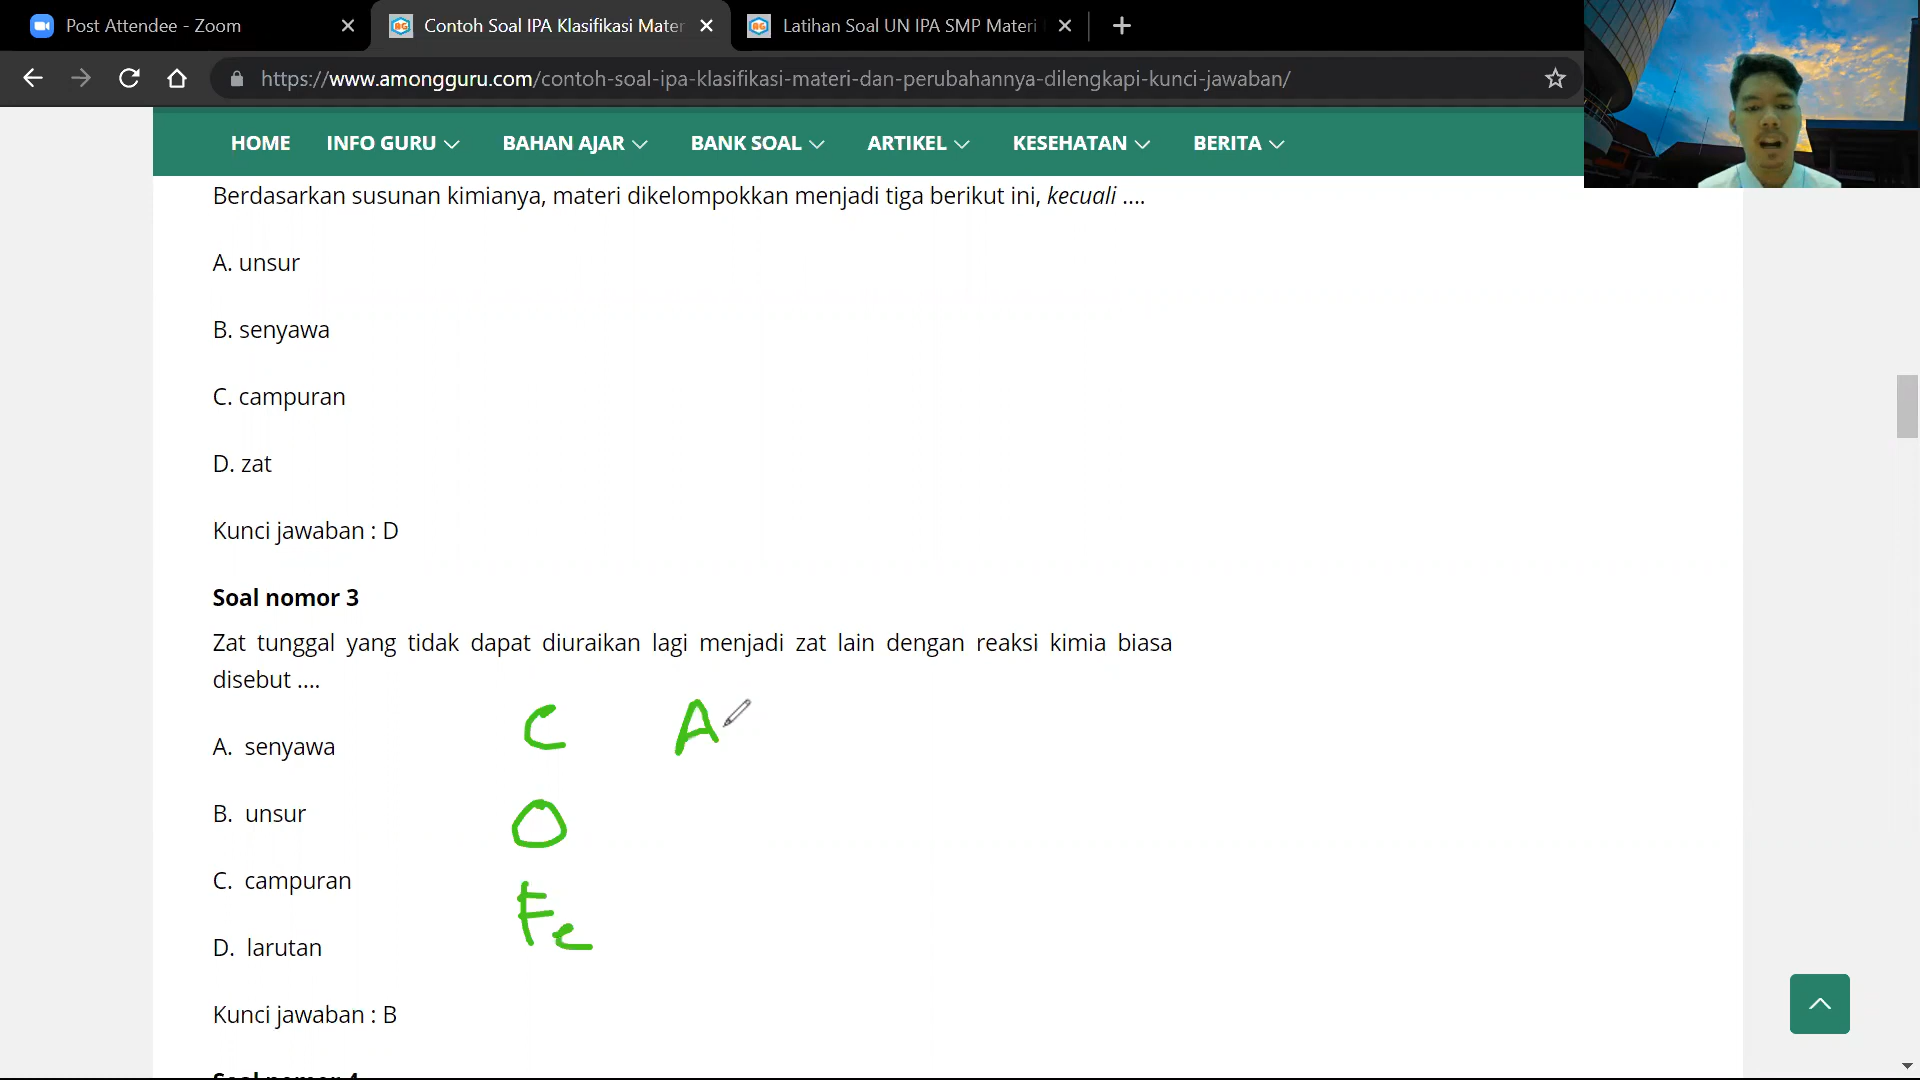 Post Attendee - Zoom
Contoh Soal IPA Klasifikasi Mater
Latihan Soal UN IPA SMP Materi
https://www.amongguru.com/contoh-soal-ipa-klasifikasi-materi-dan-perubahannya-dilengkapi-kunci-jawaban/
HOME INFO GURU BAHAN AJAR BANK SOAL ARTIKEL KESEHATAN BERITA
Berdasarkan susunan kimianya, materi dikelompokkan menjadi tiga berikut ini, kecuali ....
A. unsur
B. senyawa
C. campuran
D. zat
Kunci jawaban : D
Soal nomor 3
Zat tunggal yang tidak dapat diuraikan lagi menjadi zat lain dengan reaksi kimia biasa
disebut ....
C A
A. senyawa
B. unsur
O
C. campuran
Fe
D. larutan
Kunci jawaban : B
Soal nomor 4